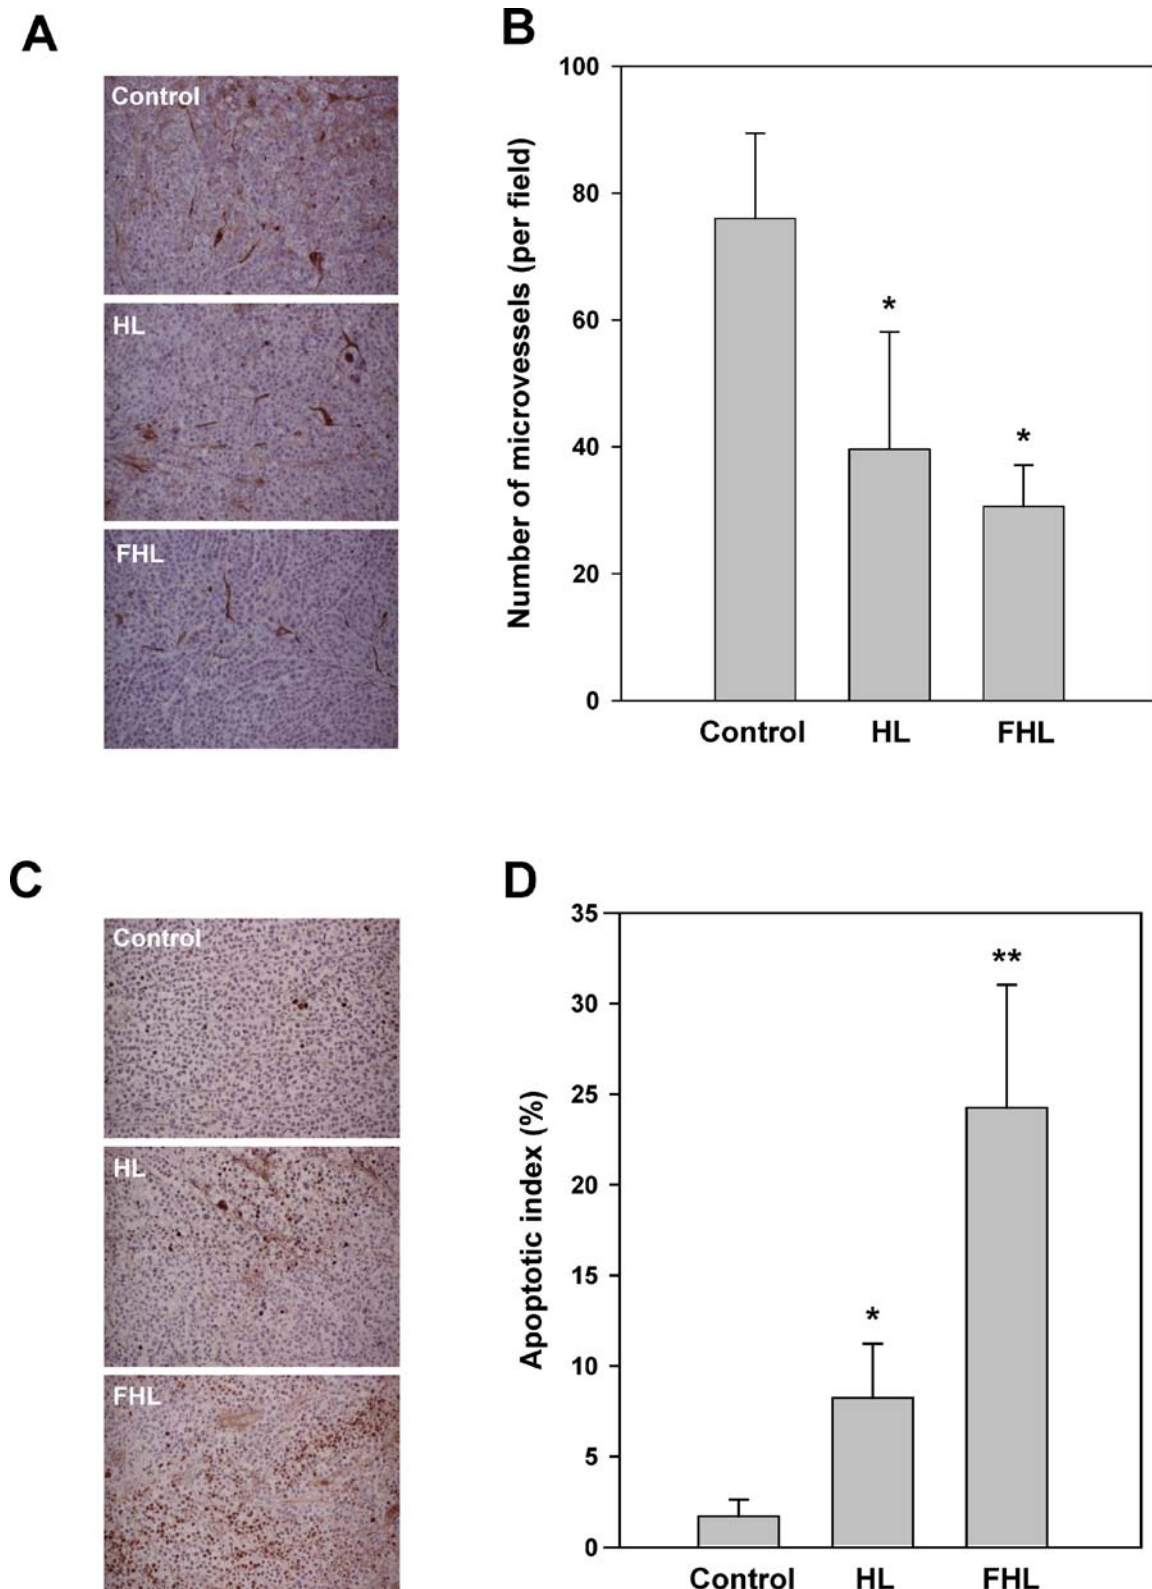 A
Control
HL
FHL
B
Number of microvessels (per field)
100
80
60
40
20
0
*
*
Control HL FHL
C
Control
HL
FHL
D
Apoptotic index (%)
35
30
25
20
15
10
5
0
*
**
Control HL FHL